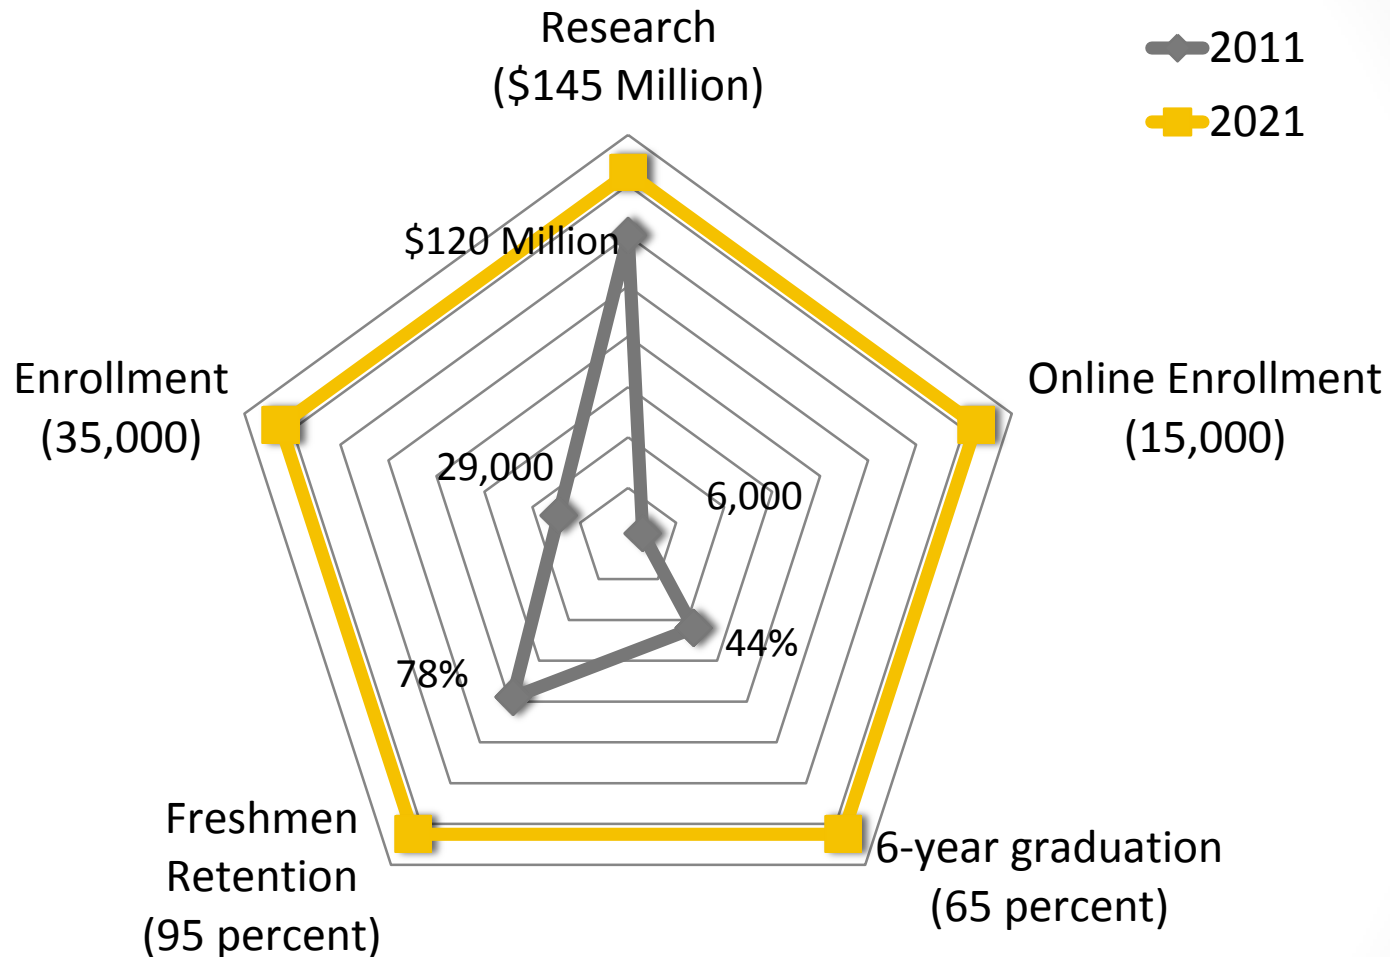 Research
($145 Million)
2011
2021
$120 Million
Enrollment
(35,000)
Online Enrollment
(15,000)
29,000
6,000
44%
78%
Freshmen
Retention
(95 percent)
6-year graduation
(65 percent)